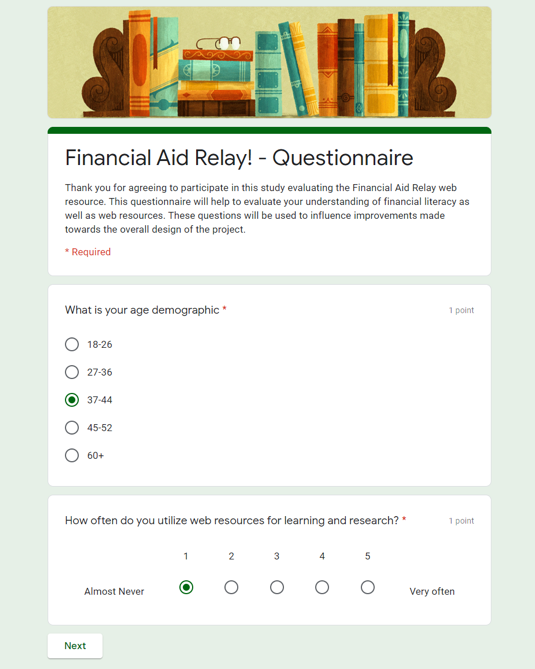 Financial Aid Relay! - Questionnaire
Thank you for agreeing to participate in this study evaluating the Financial Aid Relay web
resource. This questionnaire will help to evaluate your understanding of financial literacy as
well as web resources. These questions will be used to influence improvements made
towards the overall design of the project.
* Required
What is your age demographic * 1 point
18-26
27-36
37-44
45-52
60+
How often do you utilize web resources for learning and research? * 1 point
1 2 3 4 5
Almost Never Very often
Next